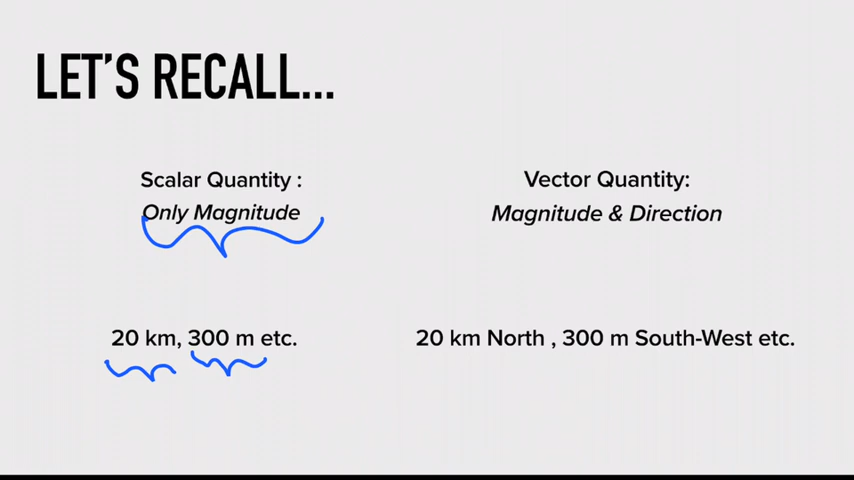 LET'S RECALL...
Scalar Quantity :
Only Magnitude
20 km, 300 m etc.
Vector Quantity:
Magnitude & Direction
20 km North , 300 m South-West etc.